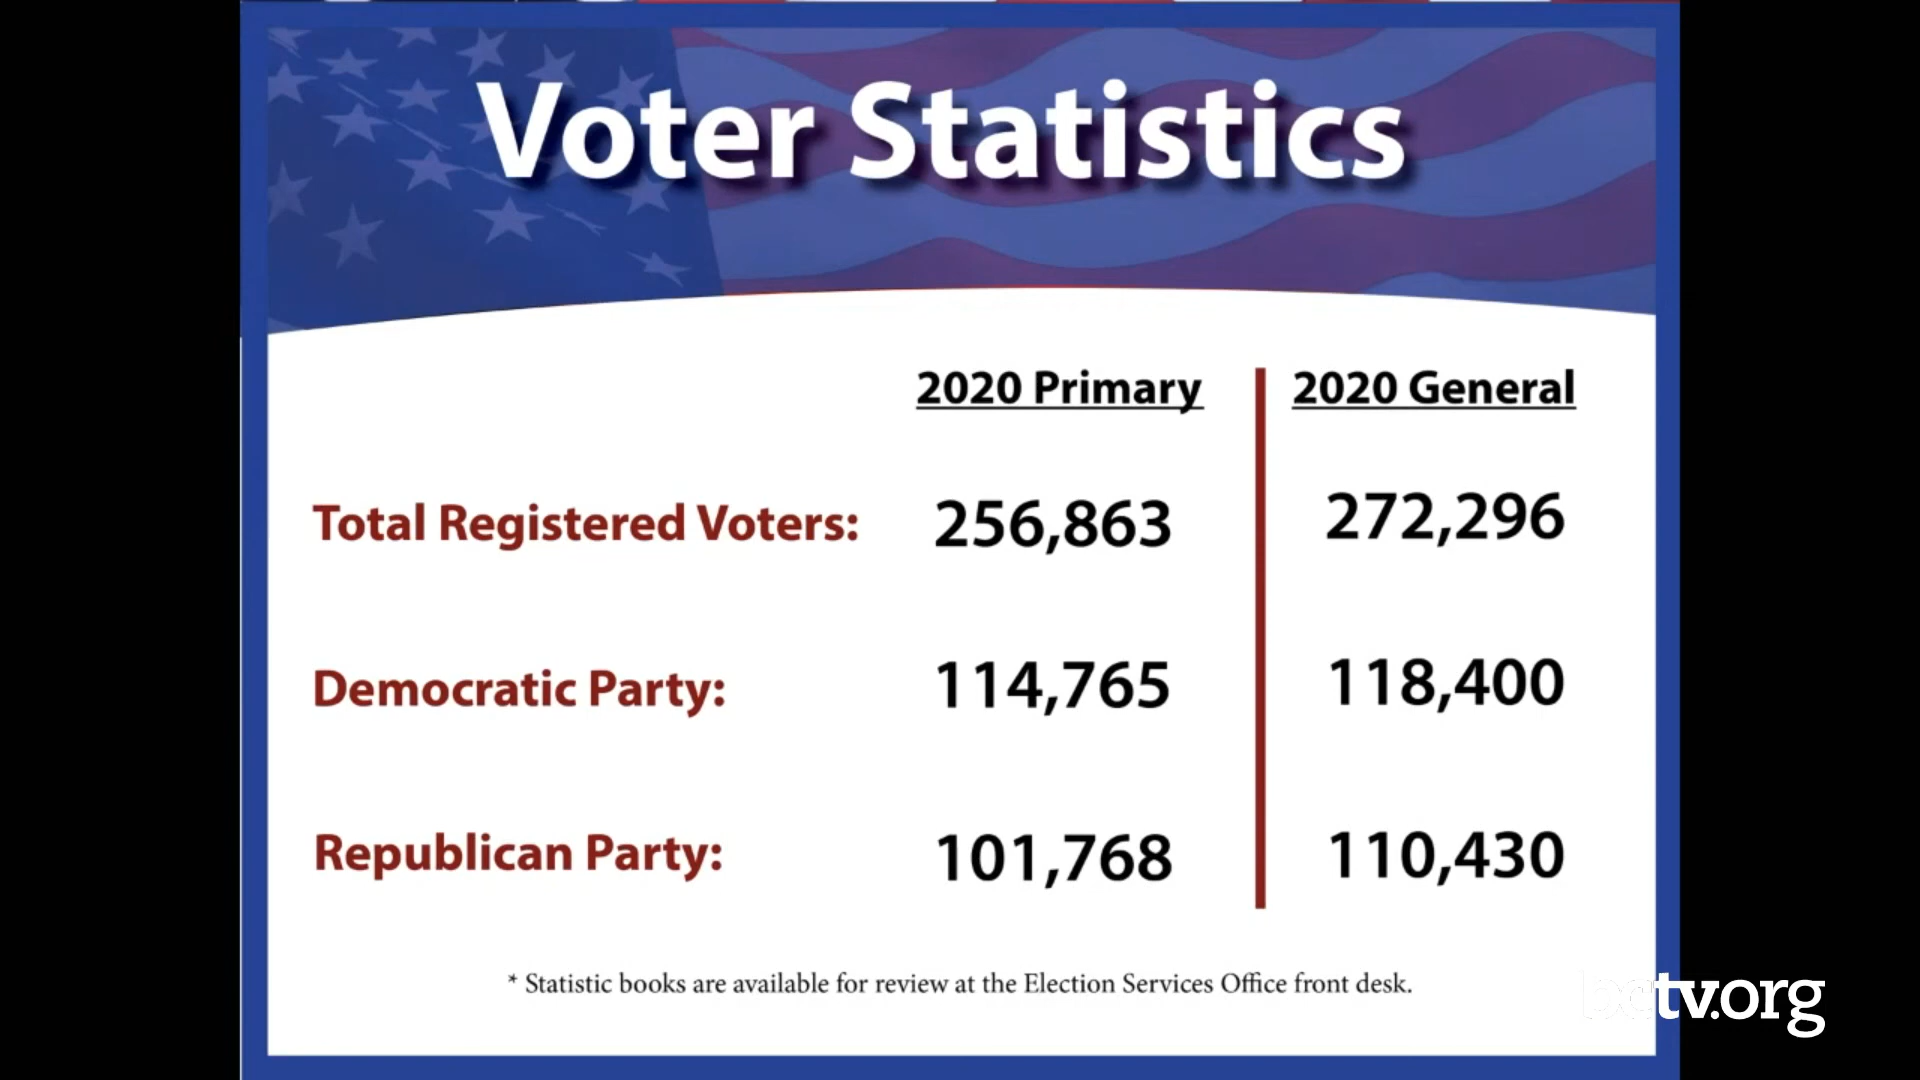 Voter Statistics
2020 Primary 2020 General
Total Registered Voters: 256,863 272,296
Democratic Party: 114,765 118,400
Republican Party: 101,768 110,430
* Statistic books are available for review at the Election Services Office front desk.
bctv.org